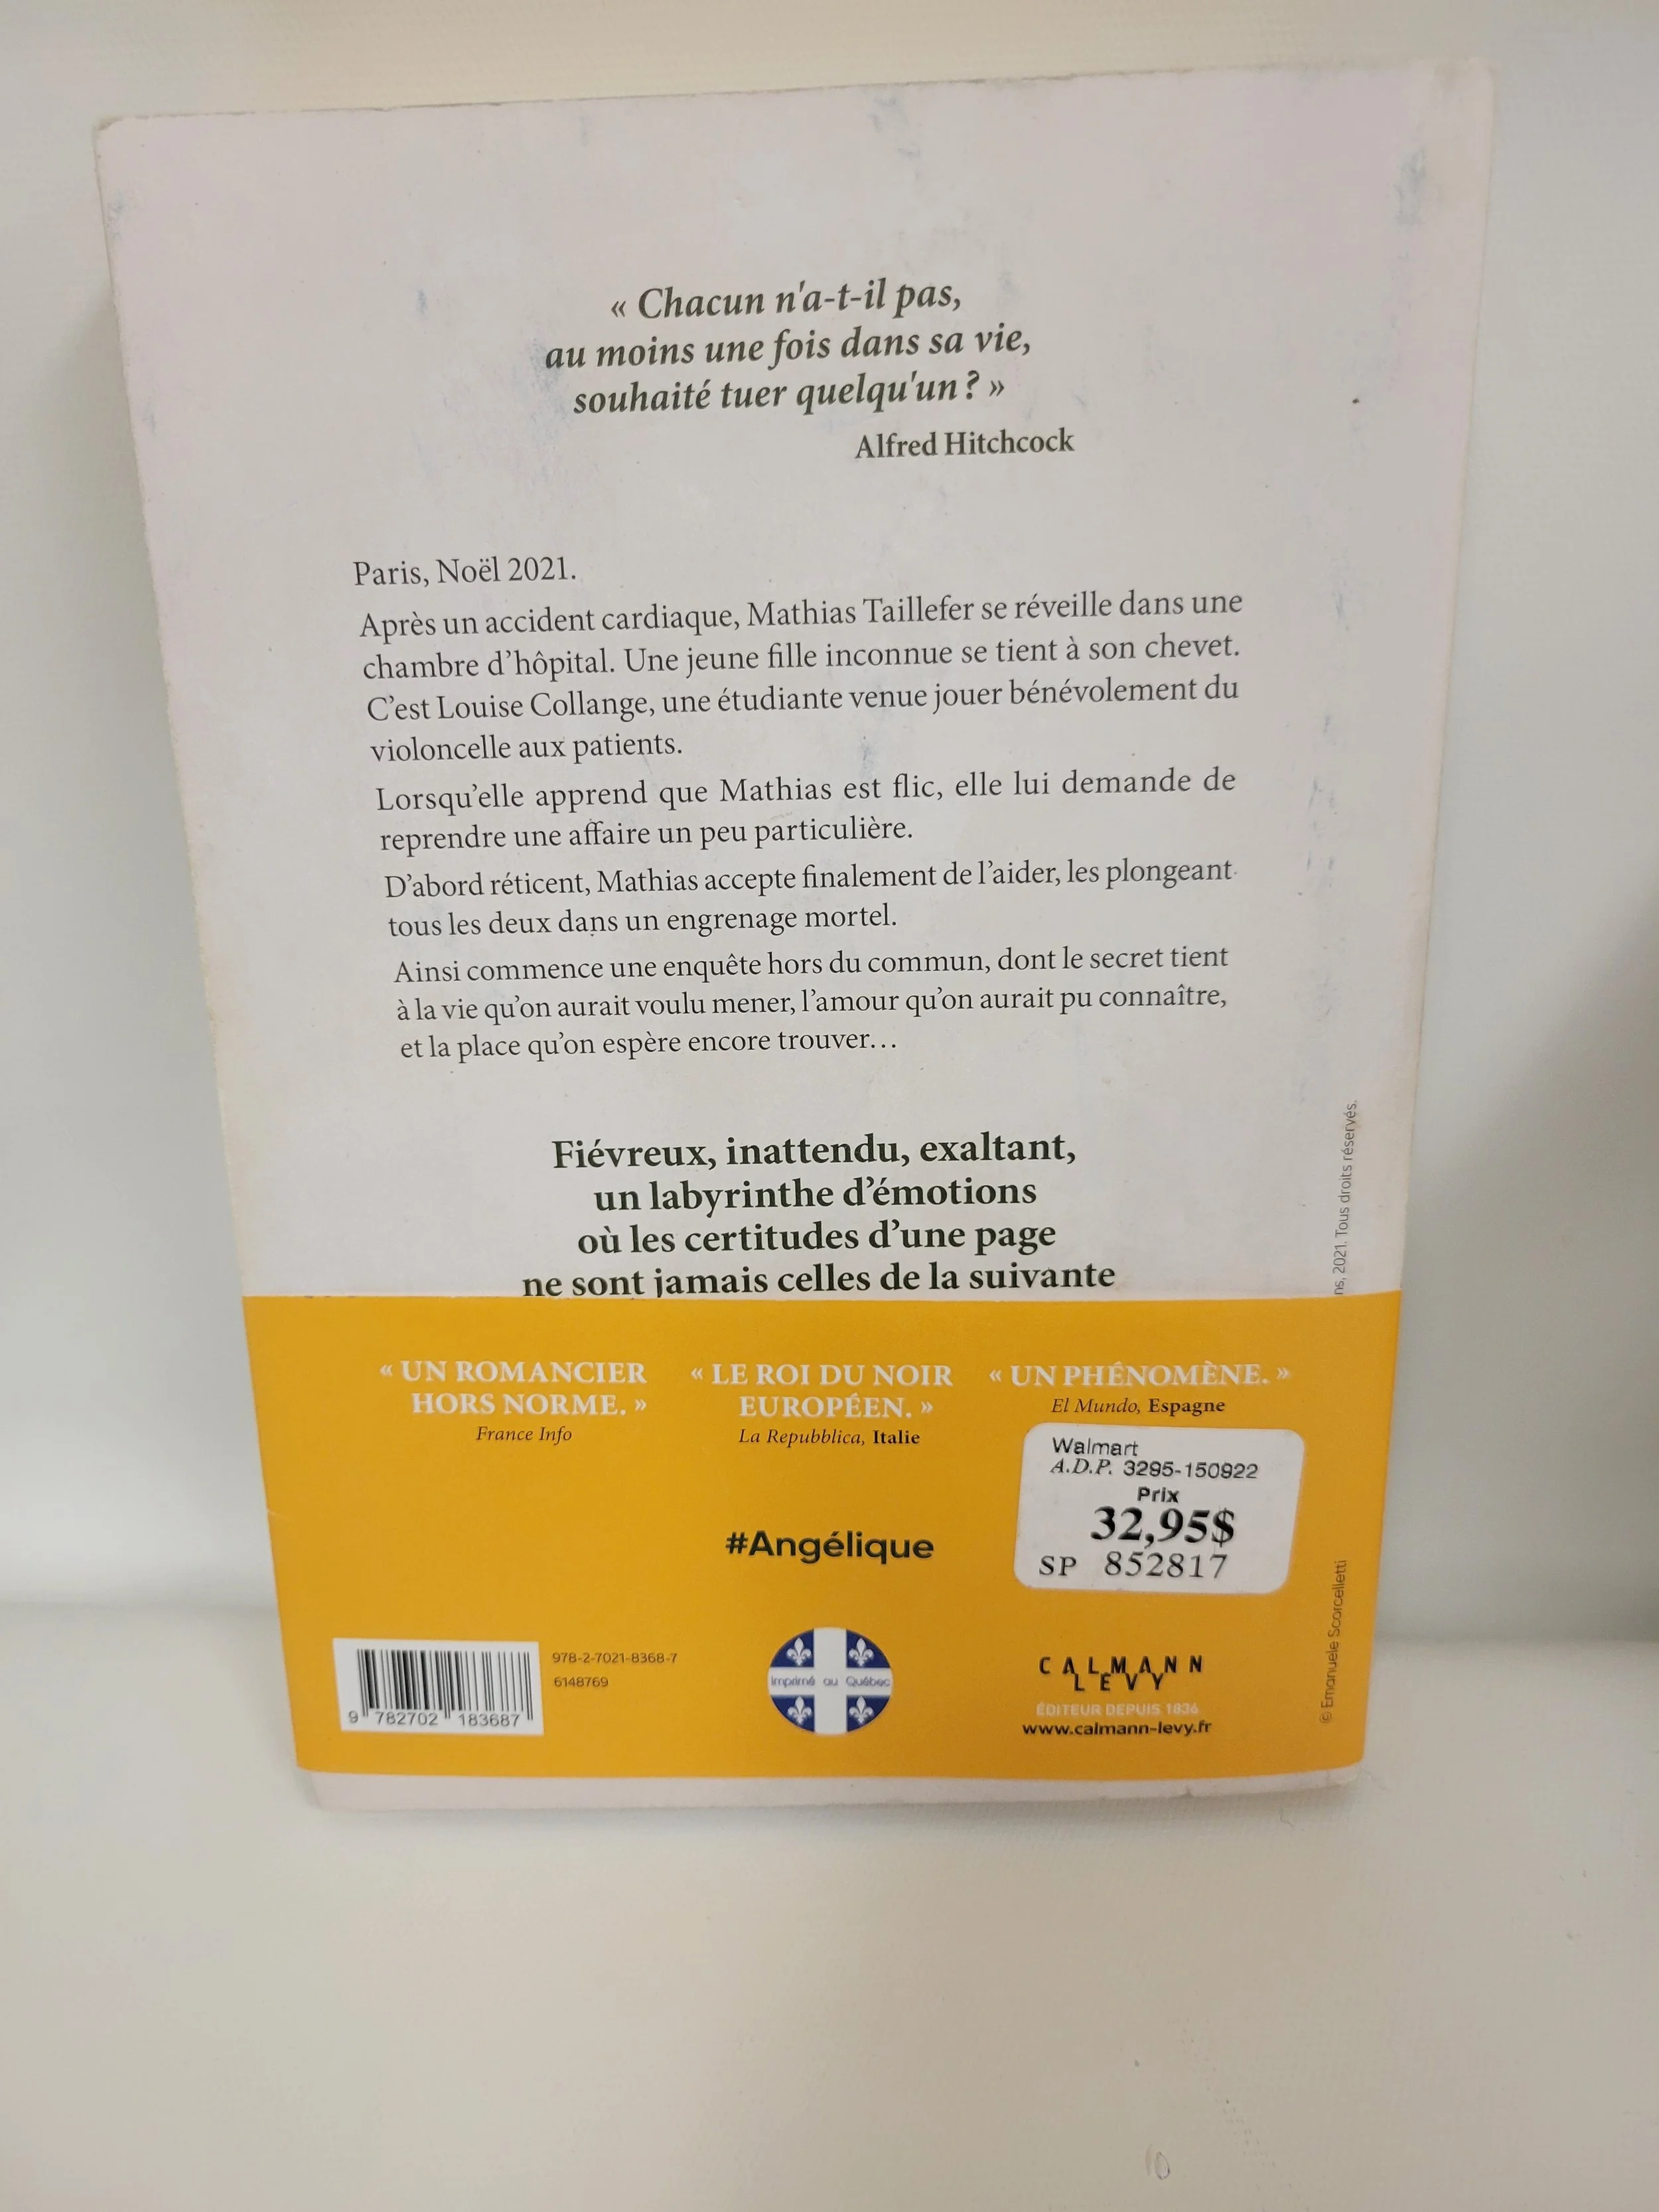 « Chacun n'a-t-il pas,
au moins une fois dans sa vie,
souhaité tuer quelqu'un ? »
Alfred Hitchcock
Paris, Noël 2021.
Après un accident cardiaque, Mathias Taillefer se réveille dans une
chambre d’hôpital. Une jeune fille inconnue se tient à son chevet.
C’est Louise Collange, une étudiante venue jouer bénévolement du
violoncelle aux patients.
Lorsqu’elle apprend que Mathias est flic, elle lui demande de
reprendre une affaire un peu particulière.
D’abord réticent, Mathias accepte finalement de l’aider, les plongeant
tous les deux dans un engrenage mortel.
Ainsi commence une enquête hors du commun, dont le secret tient
à la vie qu’on aurait voulu mener, l’amour qu’on aurait pu connaître,
et la place qu’on espère encore trouver…
Fiévreux, inattendu, exaltant,
un labyrinthe d’émotions
où les certitudes d’une page
ne sont jamais celles de la suivante
, 2021. Tous droits réservés.
« UN ROMANCIER
HORS NORME. »
France Info
« LE ROI DU NOIR
EUROPÉEN. »
La Repubblica, Italie
« UN PHÉNOMÈNE. »
El Mundo, Espagne
Walmart
A.D.P. 3295-150922
Prix
32,95$
SP 852817
#Angélique
978-2-7021-8368-7
6148769
9 782702 183687
Imprimé au Québec
CALMANN
LEVY
ÉDITEUR DEPUIS 1836
www.calmann-levy.fr
© Emanuele Scorcelletti